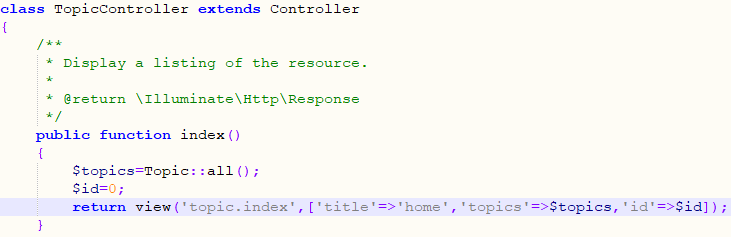 class TopicController extends Controller
{
    /**
     * Display a listing of the resource.
     *
     * @return \Illuminate\Http\Response
     */
    public function index()
    {
        $topics=Topic::all();
        $id=0;
        return view('topic.index',['title'=>'home','topics'=>$topics,'id'=>$id]);
    }